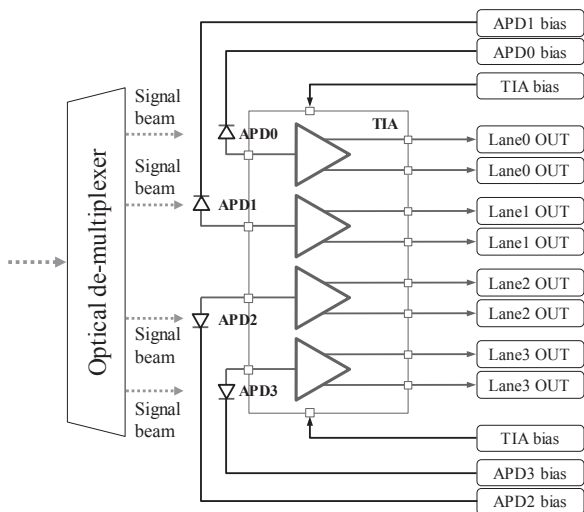 APD1 bias
APD0 bias
TIA bias
Signal
beam
APD0
TIA
Lane0 OUT
Lane0 OUT
Signal
beam
APD1
Lane1 OUT
Lane1 OUT
Optical de-multiplexer
Lane2 OUT
APD2
Lane2 OUT
Signal
beam
Lane3 OUT
APD3
Lane3 OUT
Signal
beam
TIA bias
APD3 bias
APD2 bias